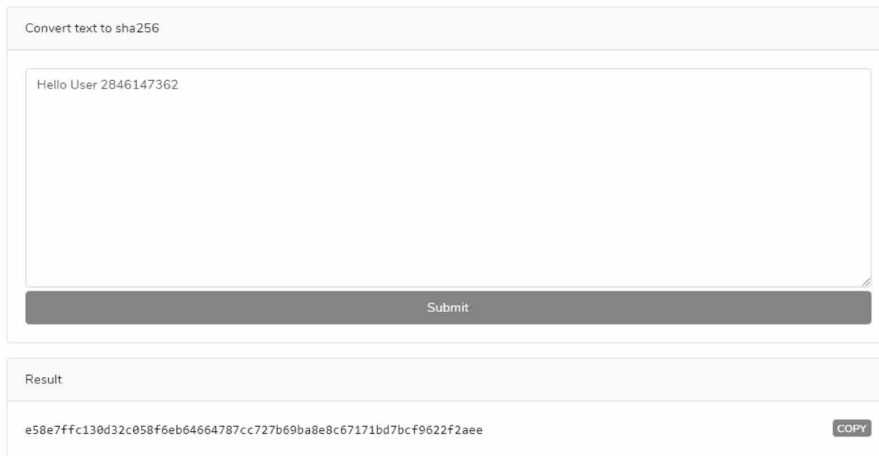 Convert text to sha256
Hello User 2846147362
Submit
Result
e58e7ffc130d32c058f6eb64664787cc727b69ba8e8c67171bd7bcf9622f2aee
COPY